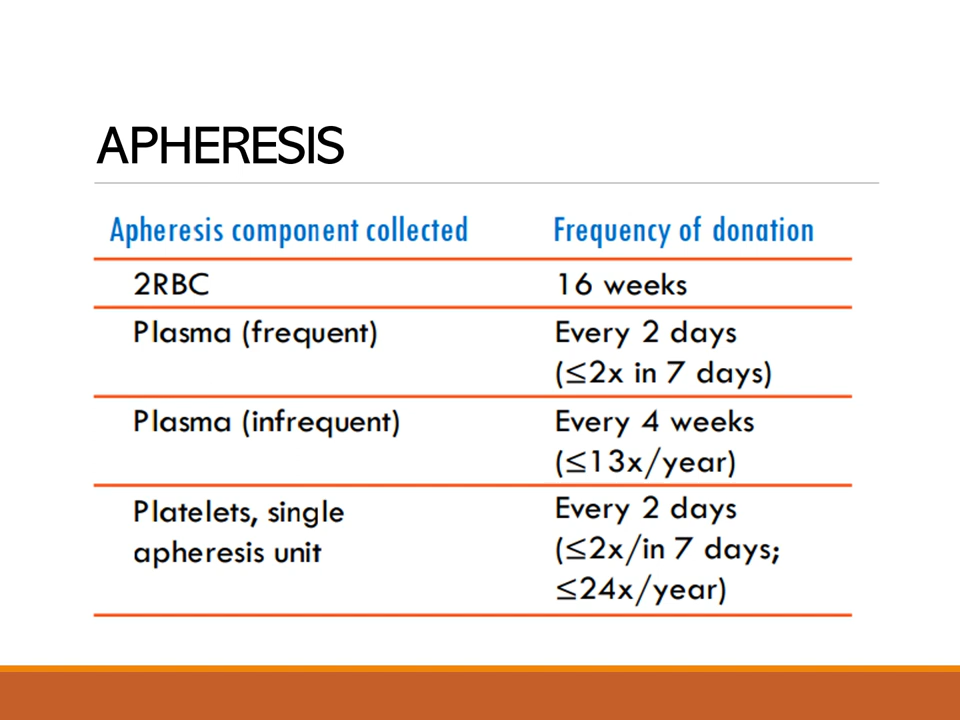 APHERESIS
Apheresis component collected Frequency of donation
2RBC 16 weeks
Plasma (frequent) Every 2 days
(≤2x in 7 days)
Plasma (infrequent) Every 4 weeks
(≤13x/year)
Platelets, single Every 2 days
apheresis unit (≤2x/in 7 days;
≤24x/year)